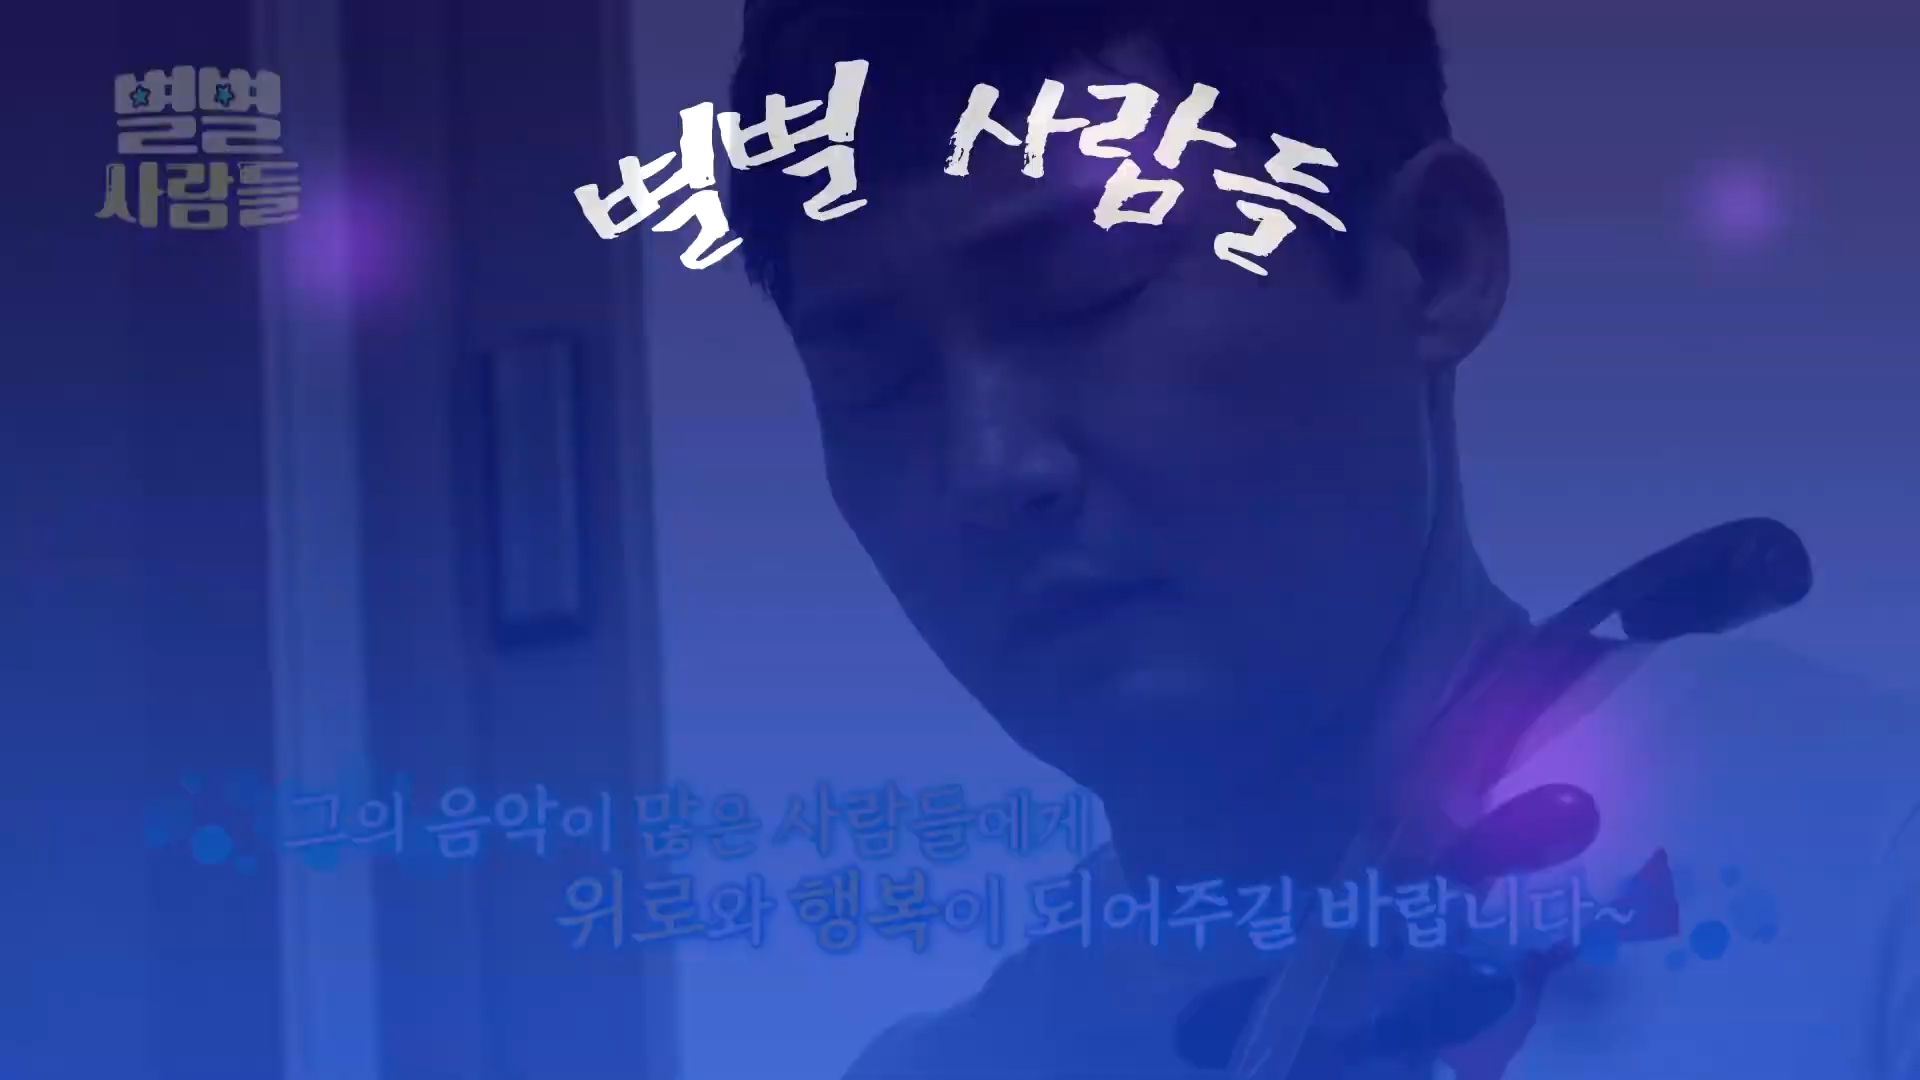 별별
사람들
별별 사람들
그의 음악이 많은 사람들에게
위로와 행복이 되어주길 바랍니다~